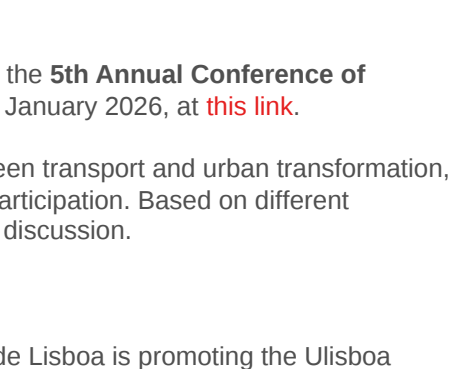 the 5th Annual Conference of
January 2026, at this link.
een transport and urban transformation,
articipation. Based on different
discussion.
de Lisboa is promoting the Ulisboa